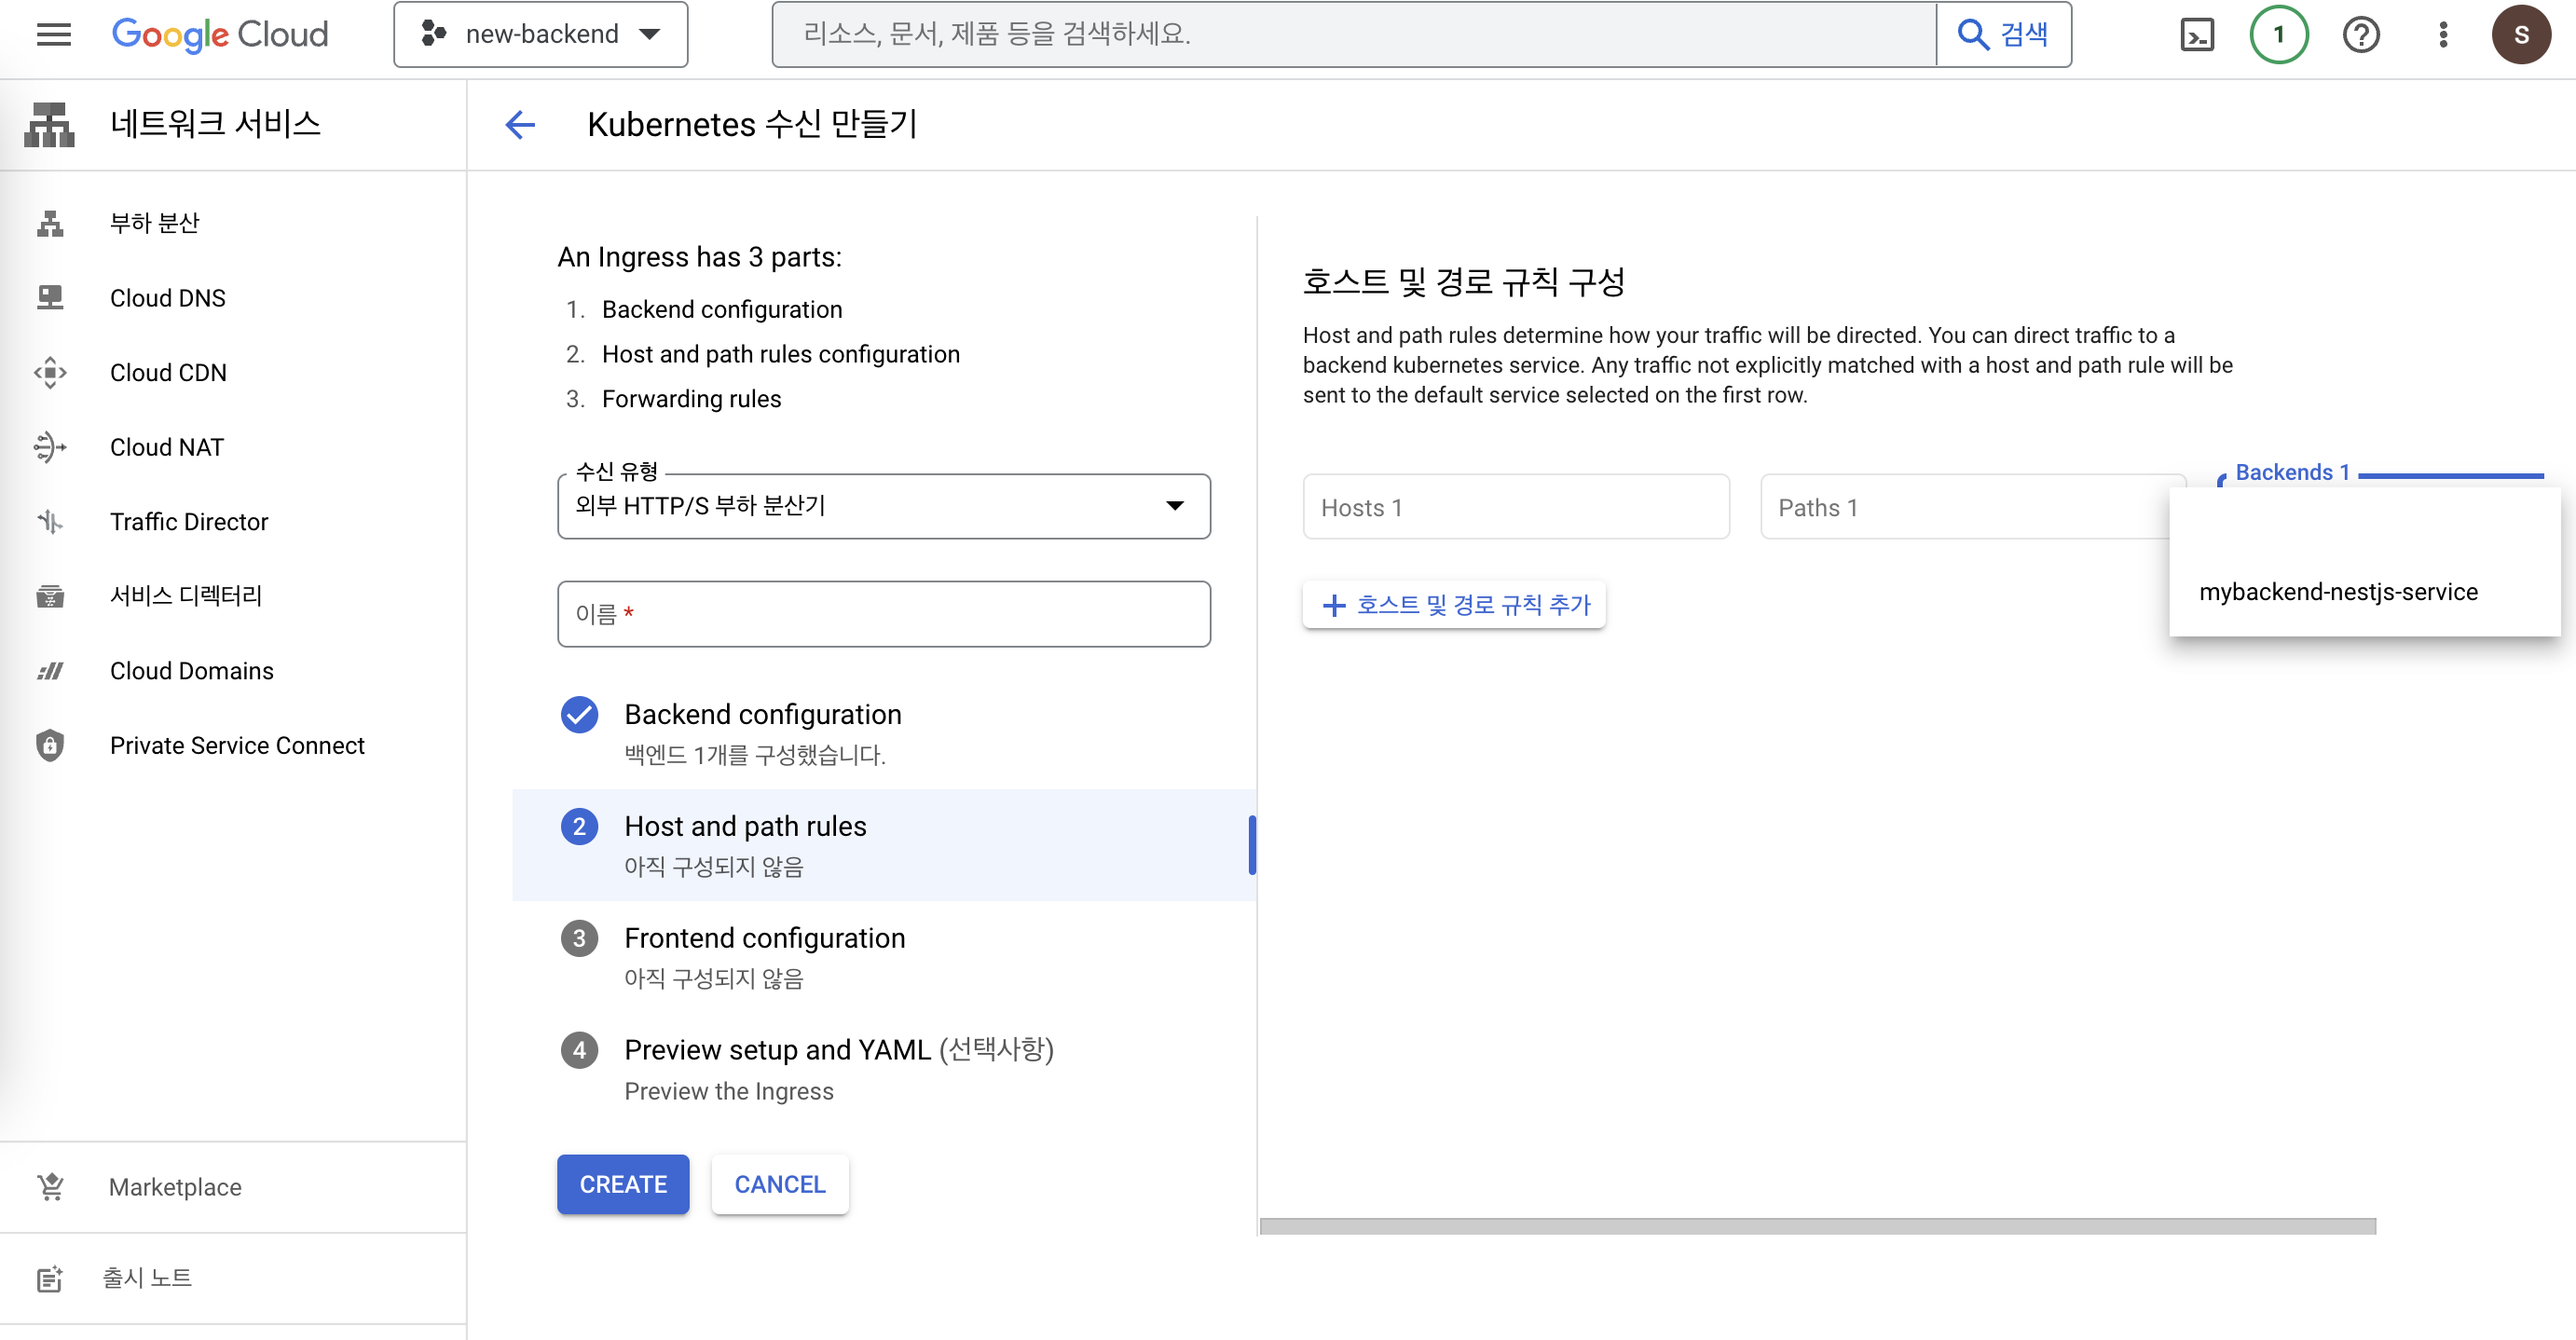 Google Cloud
new-backend
리소스, 문서, 제품 등을 검색하세요.
검색
1
S
네트워크 서비스
Kubernetes 수신 만들기
부하 분산
Cloud DNS
Cloud CDN
Cloud NAT
Traffic Director
서비스 디렉터리
Cloud Domains
Private Service Connect
Marketplace
출시 노트
An Ingress has 3 parts:
1. Backend configuration
2. Host and path rules configuration
3. Forwarding rules
수신 유형
외부 HTTP/S 부하 분산기
이름 *
Backend configuration
백엔드 1개를 구성했습니다.
2 Host and path rules
아직 구성되지 않음
3 Frontend configuration
아직 구성되지 않음
4 Preview setup and YAML (선택사항)
Preview the Ingress
CREATE
CANCEL
호스트 및 경로 규칙 구성
Host and path rules determine how your traffic will be directed. You can direct traffic to a
backend kubernetes service. Any traffic not explicitly matched with a host and path rule will be
sent to the default service selected on the first row.
Hosts 1
Paths 1
Backends 1
mybackend-nestjs-service
+ 호스트 및 경로 규칙 추가